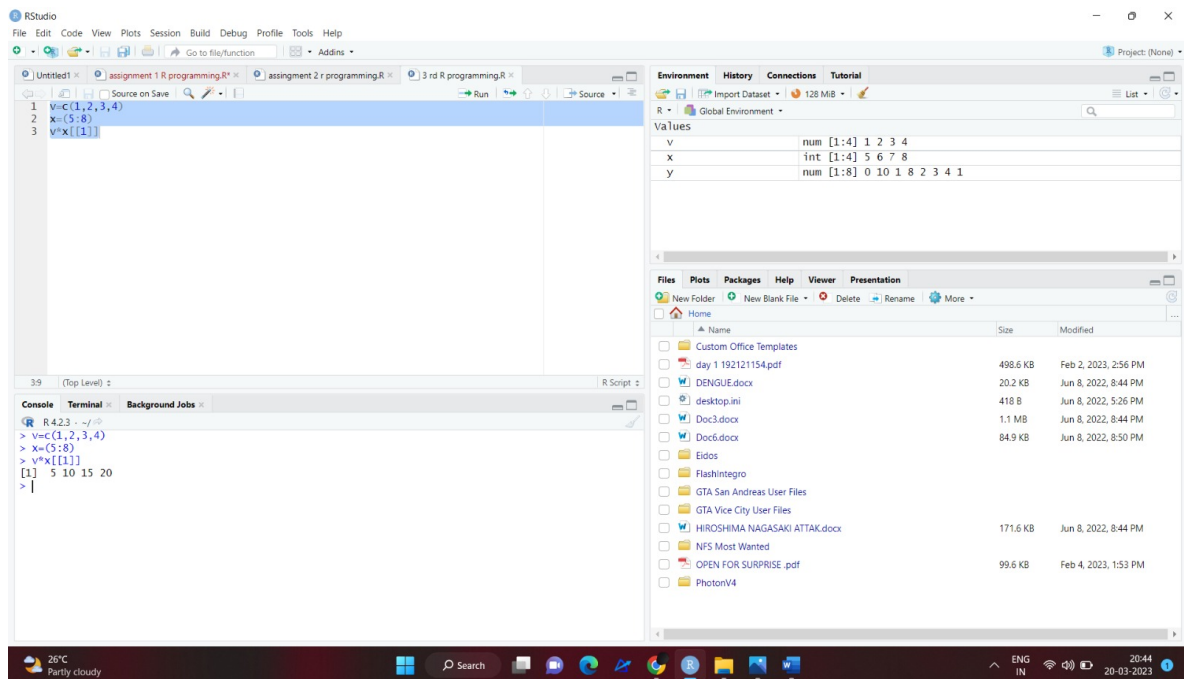 RStudio
File Edit Code View Plots Session Build Debug Profile Tools Help
Go to file/function
Addins
Project: (None)
Untitled1
assignment 1 R programming.R*
assingment 2 r programming.R
3 rd R programming.R
Source on Save
Run
Source
1 v=c(1,2,3,4)
2 x=(5:8)
3 v*x[[1]]
3:9 (Top Level) R Script
Console Terminal Background Jobs
R 4.2.3 · ~/
> v=c(1,2,3,4)
> x=(5:8)
> v*x[[1]]
[1] 5 10 15 20
>
Environment History Connections Tutorial
Import Dataset 128 MiB List
R Global Environment
Values
v num [1:4] 1 2 3 4
x int [1:4] 5 6 7 8
y num [1:8] 0 10 1 8 2 3 4 1
Files Plots Packages Help Viewer Presentation
New Folder New Blank File Delete Rename More
Home
Name Size Modified
Custom Office Templates
day 1 192121154.pdf 498.6 KB Feb 2, 2023, 2:56 PM
DENGUE.docx 20.2 KB Jun 8, 2022, 8:44 PM
desktop.ini 418 B Jun 8, 2022, 5:26 PM
Doc3.docx 1.1 MB Jun 8, 2022, 8:44 PM
Doc6.docx 84.9 KB Jun 8, 2022, 8:50 PM
Eidos
FlashIntegro
GTA San Andreas User Files
GTA Vice City User Files
HIROSHIMA NAGASAKI ATTAK.docx 171.6 KB Jun 8, 2022, 8:44 PM
NFS Most Wanted
OPEN FOR SURPRISE .pdf 99.6 KB Feb 4, 2023, 1:53 PM
PhotonV4
26°C
Partly cloudy
Search
ENG
IN
20:44
20-03-2023
1